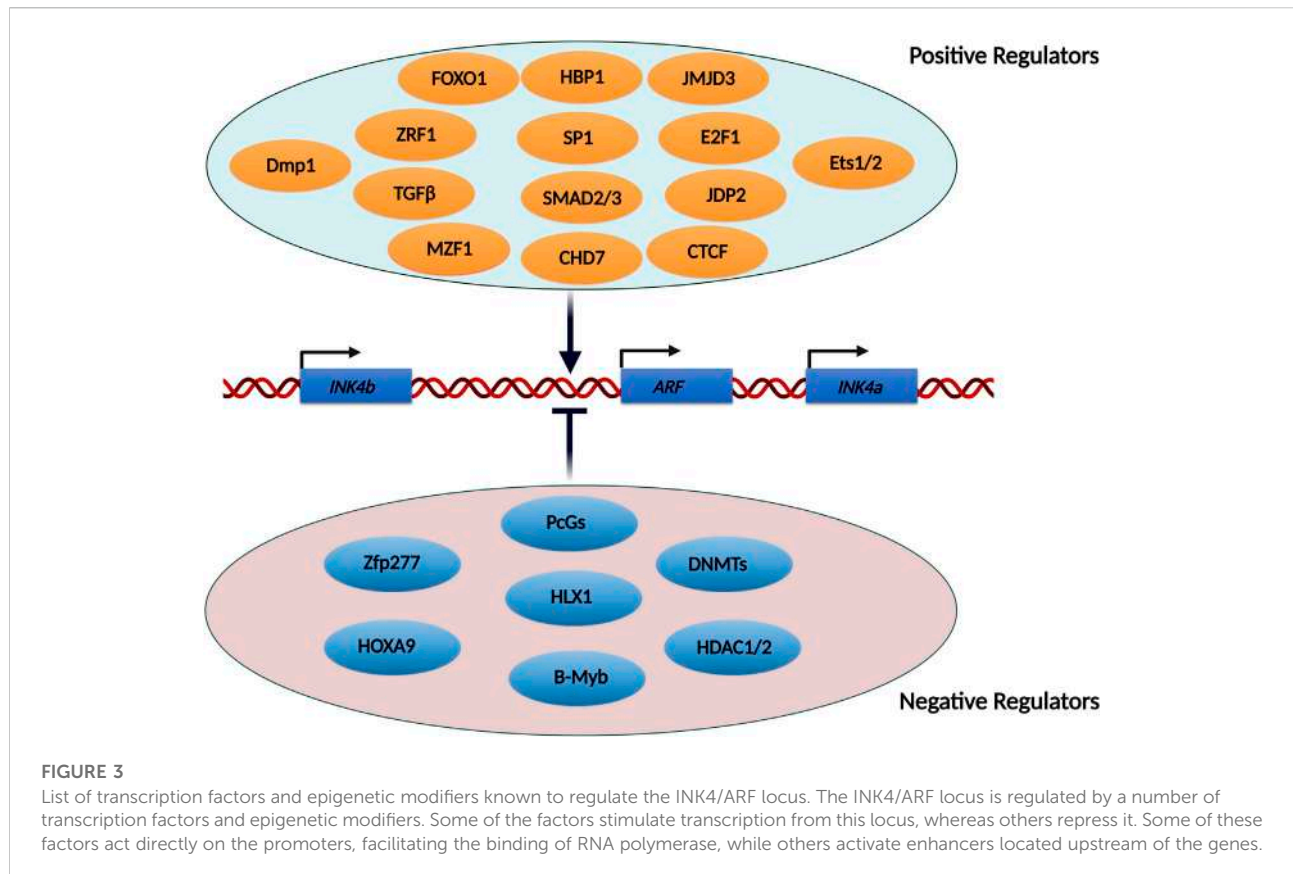 Positive Regulators
FOXO1
HBP1
JMJD3
ZRF1
SP1
E2F1
Dmp1
Ets1/2
TGFβ
SMAD2/3
JDP2
MZF1
CHD7
CTCF
INK4b
ARF
INK4a
PcGs
Zfp277
DNMTs
HLX1
HOXA9
HDAC1/2
B-Myb
Negative Regulators
FIGURE 3
List of transcription factors and epigenetic modifiers known to regulate the INK4/ARF locus. The INK4/ARF locus is regulated by a number of
transcription factors and epigenetic modifiers. Some of the factors stimulate transcription from this locus, whereas others repress it. Some of these
factors act directly on the promoters, facilitating the binding of RNA polymerase, while others activate enhancers located upstream of the genes.